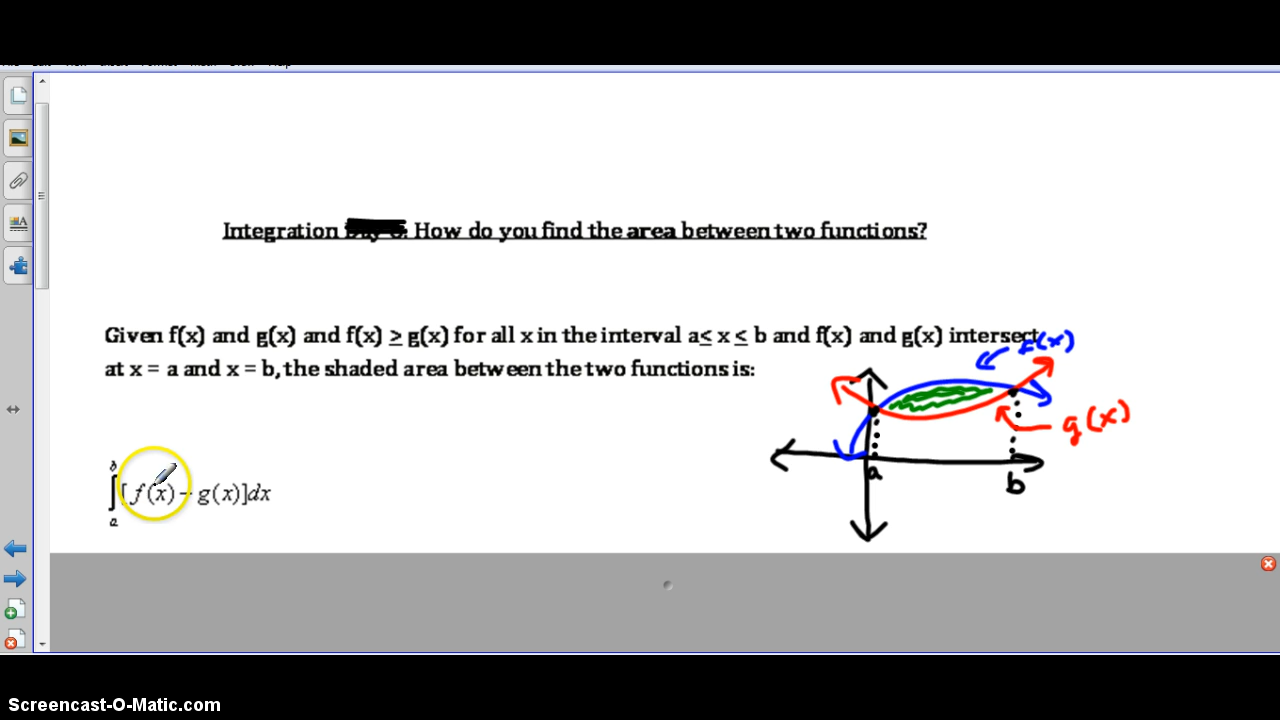 Integration : How do you find the area between two functions?
Given f(x) and g(x) and f(x) ≥ g(x) for all x in the interval a≤ x ≤ b and f(x) and g(x) intersect
at x = a and x = b, the shaded area between the two functions is:
f(x)
g(x)
a
b
∫ₐᵇ[f(x) − g(x)]dx
Screencast-O-Matic.com